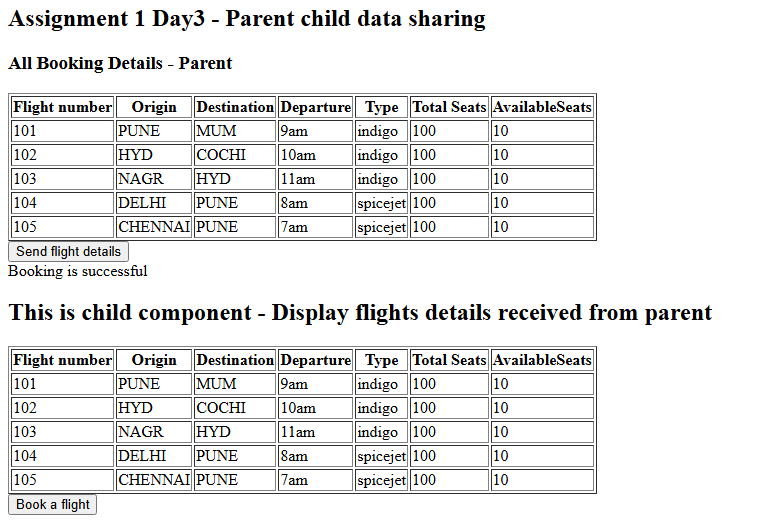 Assignment 1 Day3 - Parent child data sharing
All Booking Details - Parent
Flight number Origin Destination Departure Type Total Seats AvailableSeats
101 PUNE MUM 9am indigo 100 10
102 HYD COCHI 10am indigo 100 10
103 NAGR HYD 11am indigo 100 10
104 DELHI PUNE 8am spicejet 100 10
105 CHENNAI PUNE 7am spicejet 100 10
Send flight details
Booking is successful
This is child component - Display flights details received from parent
Flight number Origin Destination Departure Type Total Seats AvailableSeats
101 PUNE MUM 9am indigo 100 10
102 HYD COCHI 10am indigo 100 10
103 NAGR HYD 11am indigo 100 10
104 DELHI PUNE 8am spicejet 100 10
105 CHENNAI PUNE 7am spicejet 100 10
Book a flight